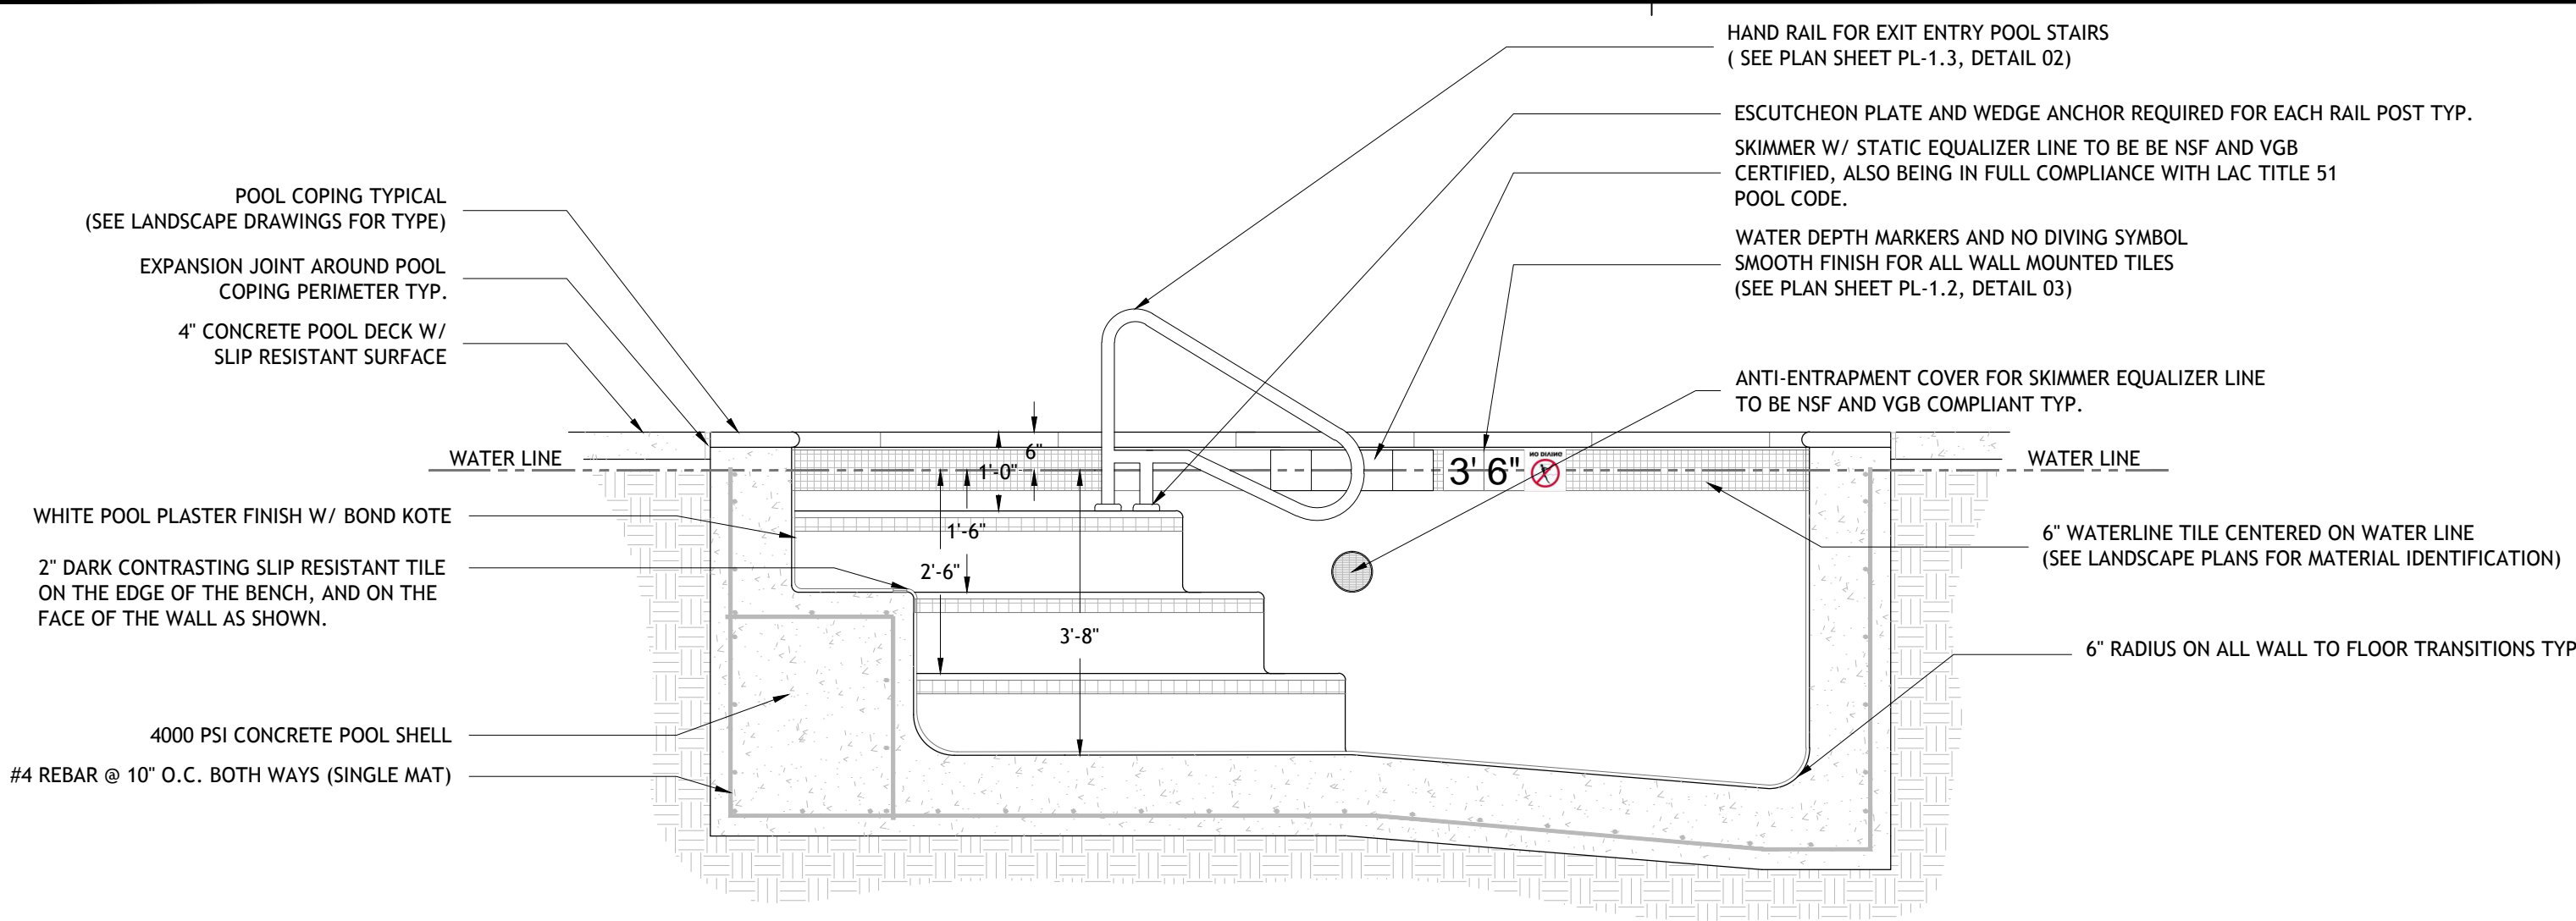 HAND RAIL FOR EXIT ENTRY POOL STAIRS
( SEE PLAN SHEET PL-1.3, DETAIL 02)
ESCUTCHEON PLATE AND WEDGE ANCHOR REQUIRED FOR EACH RAIL POST TYP.
SKIMMER W/ STATIC EQUALIZER LINE TO BE BE NSF AND VGB
CERTIFIED, ALSO BEING IN FULL COMPLIANCE WITH LAC TITLE 51
POOL CODE.
WATER DEPTH MARKERS AND NO DIVING SYMBOL
SMOOTH FINISH FOR ALL WALL MOUNTED TILES
(SEE PLAN SHEET PL-1.2, DETAIL 03)
ANTI-ENTRAPMENT COVER FOR SKIMMER EQUALIZER LINE
TO BE NSF AND VGB COMPLIANT TYP.
WATER LINE
6" WATERLINE TILE CENTERED ON WATER LINE
(SEE LANDSCAPE PLANS FOR MATERIAL IDENTIFICATION)
6" RADIUS ON ALL WALL TO FLOOR TRANSITIONS TYP
POOL COPING TYPICAL
(SEE LANDSCAPE DRAWINGS FOR TYPE)
EXPANSION JOINT AROUND POOL
COPING PERIMETER TYP.
4" CONCRETE POOL DECK W/
SLIP RESISTANT SURFACE
WATER LINE
WHITE POOL PLASTER FINISH W/ BOND KOTE
2" DARK CONTRASTING SLIP RESISTANT TILE
ON THE EDGE OF THE BENCH, AND ON THE
FACE OF THE WALL AS SHOWN.
4000 PSI CONCRETE POOL SHELL
#4 REBAR @ 10" O.C. BOTH WAYS (SINGLE MAT)
6"
1'-0"
1'-6"
2'-6"
3'-8"
3' 6"
NO DIVING